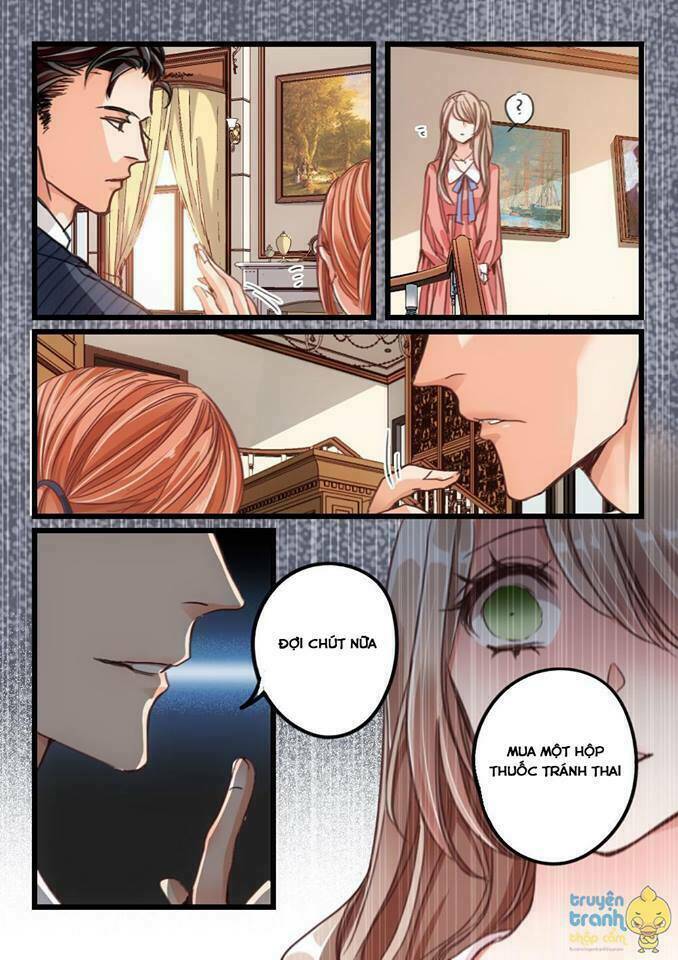 ?
ĐỢI CHÚT NỮA
MUA MỘT HỘP
THUỐC TRÁNH THAI
truyện
tranh
thập cẩm